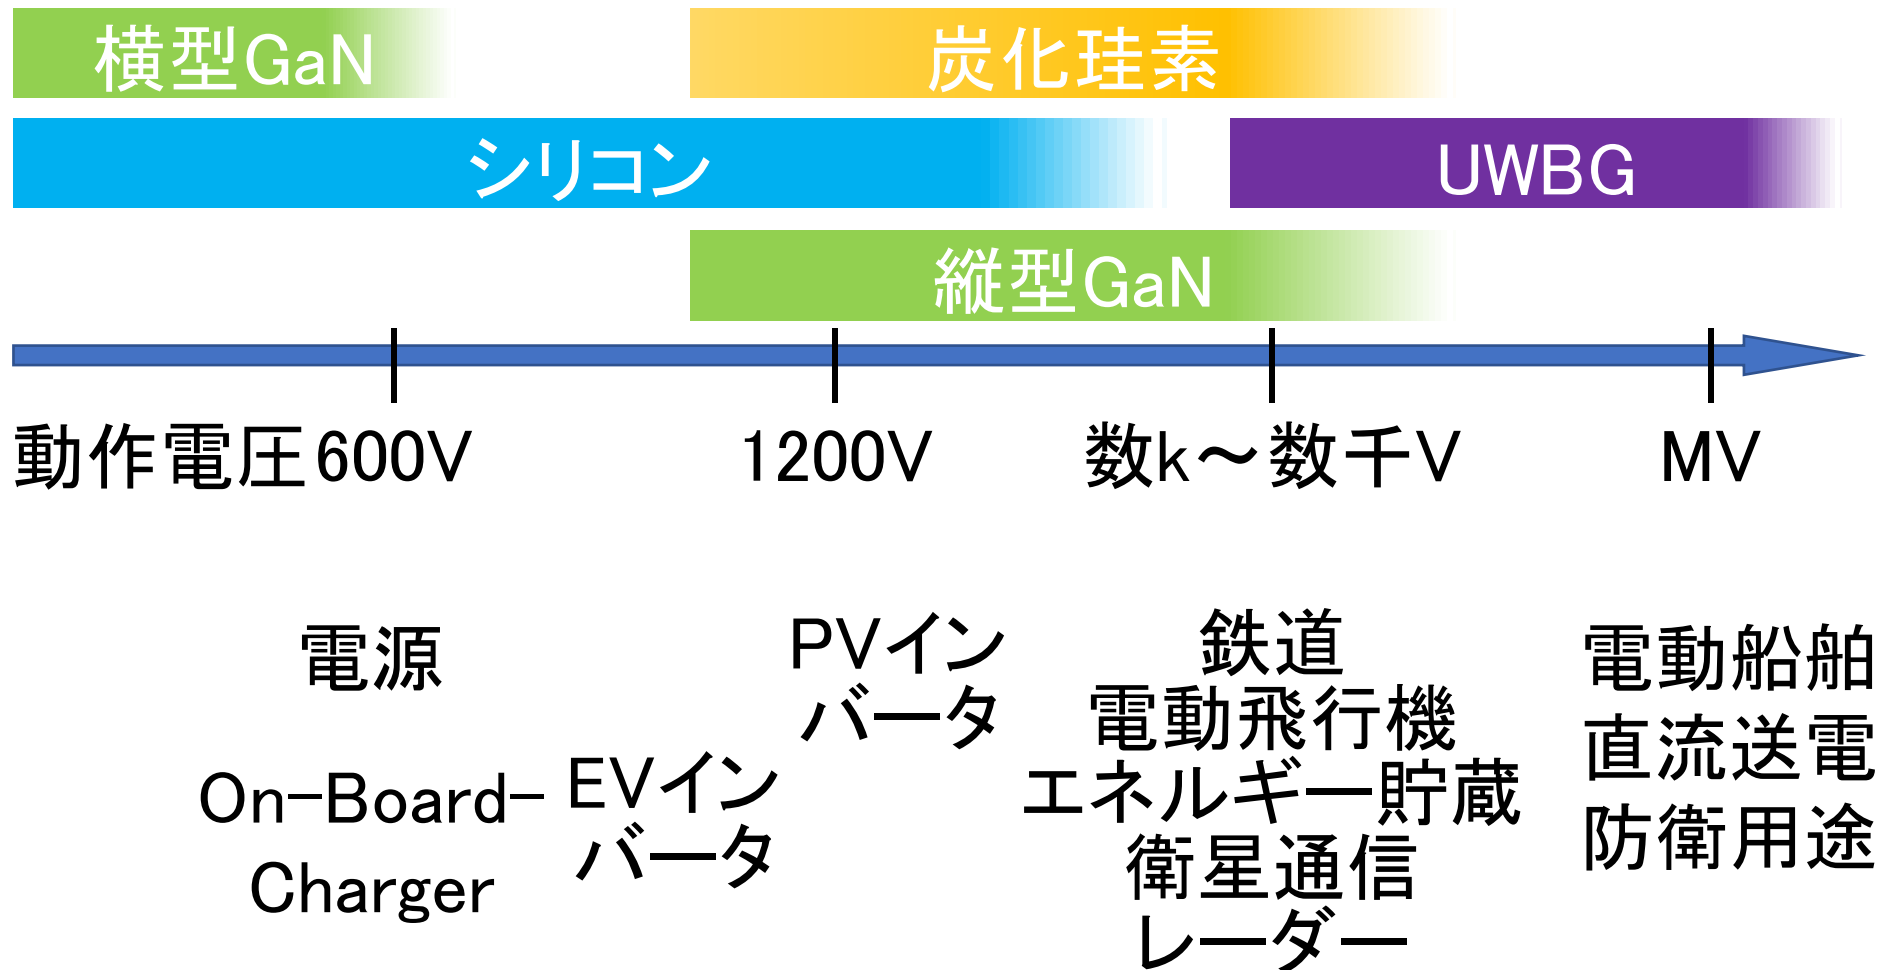 横型GaN
炭化珪素
シリコン
UWBG
縦型GaN
動作電圧600V
1200V
数k～数千V
MV
電源
On-Board-
Charger
EVイン
バータ
PVイン
バータ
鉄道
電動飛行機
エネルギー貯蔵
衛星通信
レーダー
電動船舶
直流送電
防衛用途